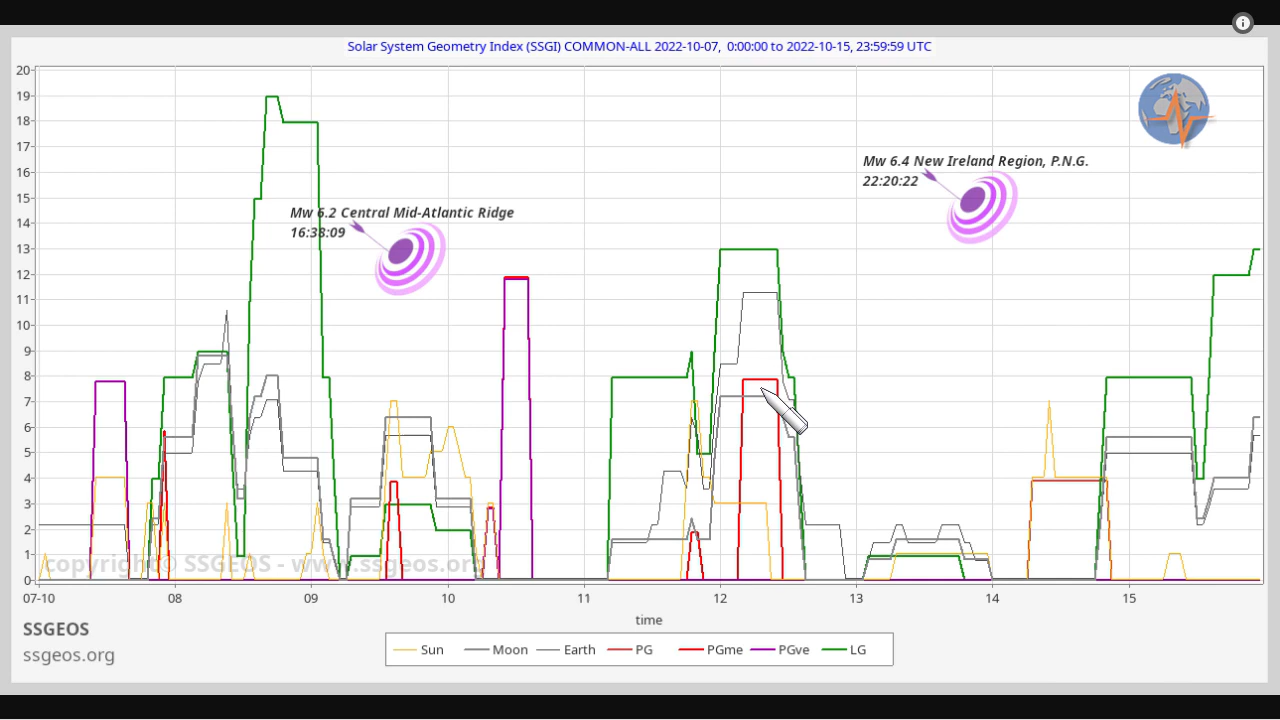 Solar System Geometry Index (SSGI) COMMON-ALL 2022-10-07,  0:00:00 to 2022-10-15, 23:59:59 UTC
20
19
18
17
16
15
14
13
12
11
10
9
8
7
6
5
4
3
2
1
0
Mw 6.4 New Ireland Region, P.N.G.
22:20:22
Mw 6.2 Central Mid-Atlantic Ridge
16:38:09
copyright © SSGEOS - www.ssgeos.org
07-10 08 09 10 11 12 13 14 15
time
SSGEOS
ssgeos.org
Sun Moon Earth PG PGme PGve LG